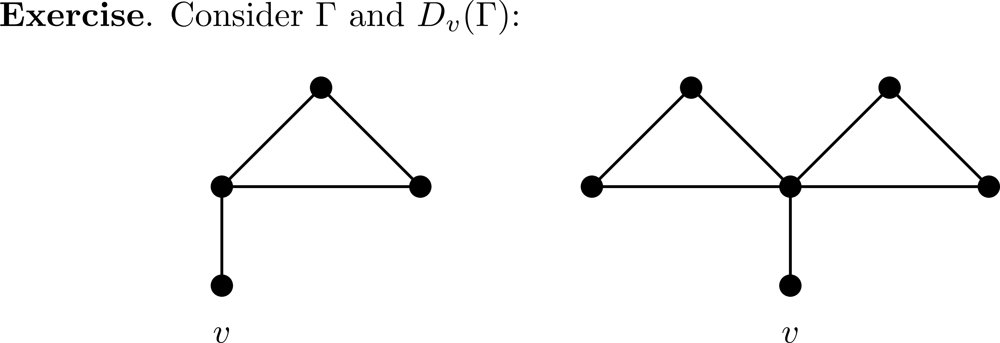 Exercise. Consider Γ and D_v(Γ):
v v